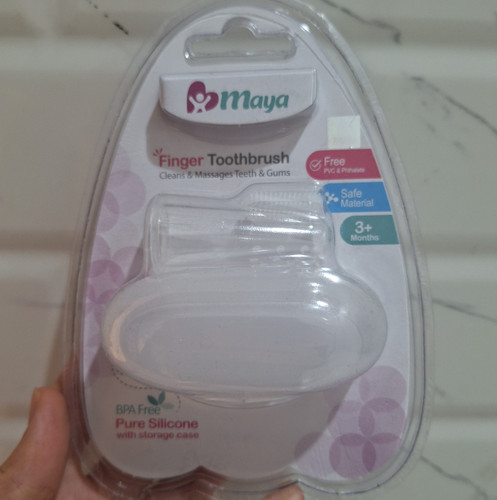 maya
Finger Toothbrush
Cleans & Massages Teeth & Gums
Free
PVC & Phthalate
Safe
Material
3+
Months
BPA Free
Pure Silicone
with storage case